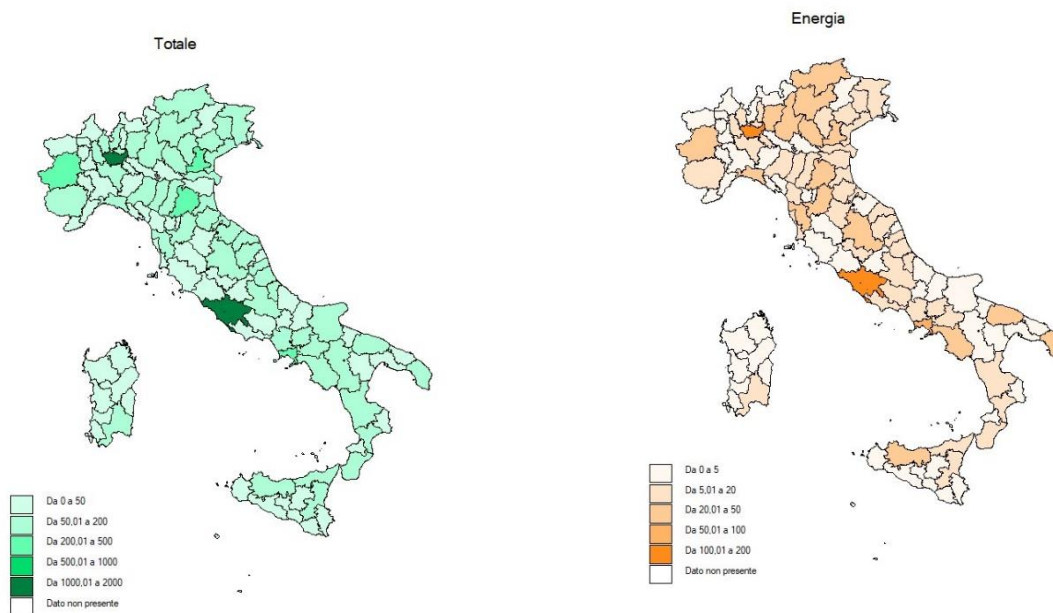 Totale
Da 0 a 50
Da 50,01 a 200
Da 200,01 a 500
Da 500,01 a 1000
Da 1000,01 a 2000
Dato non presente
Energia
Da 0 a 5
Da 5,01 a 20
Da 20,01 a 50
Da 50,01 a 100
Da 100,01 a 200
Dato non presente